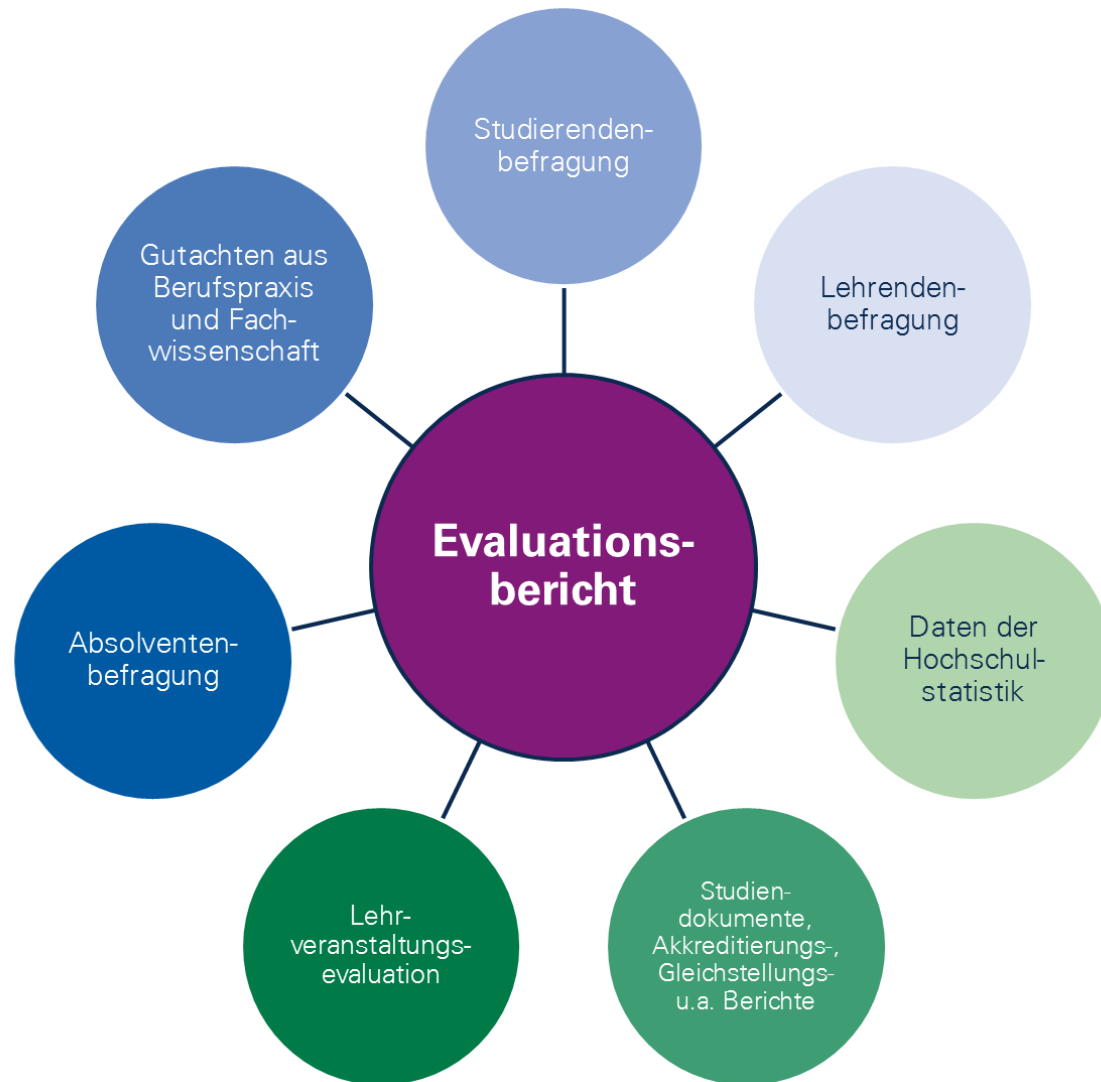 Studierenden-
befragung
Lehrenden-
befragung
Daten der
Hochschul-
statistik
Studien-
dokumente,
Akkreditierungs-,
Gleichstellungs-
u.a. Berichte
Lehr-
veranstaltungs-
evaluation
Absolventen-
befragung
Gutachten aus
Berufspraxis
und Fach-
wissenschaft
Evaluations-
bericht